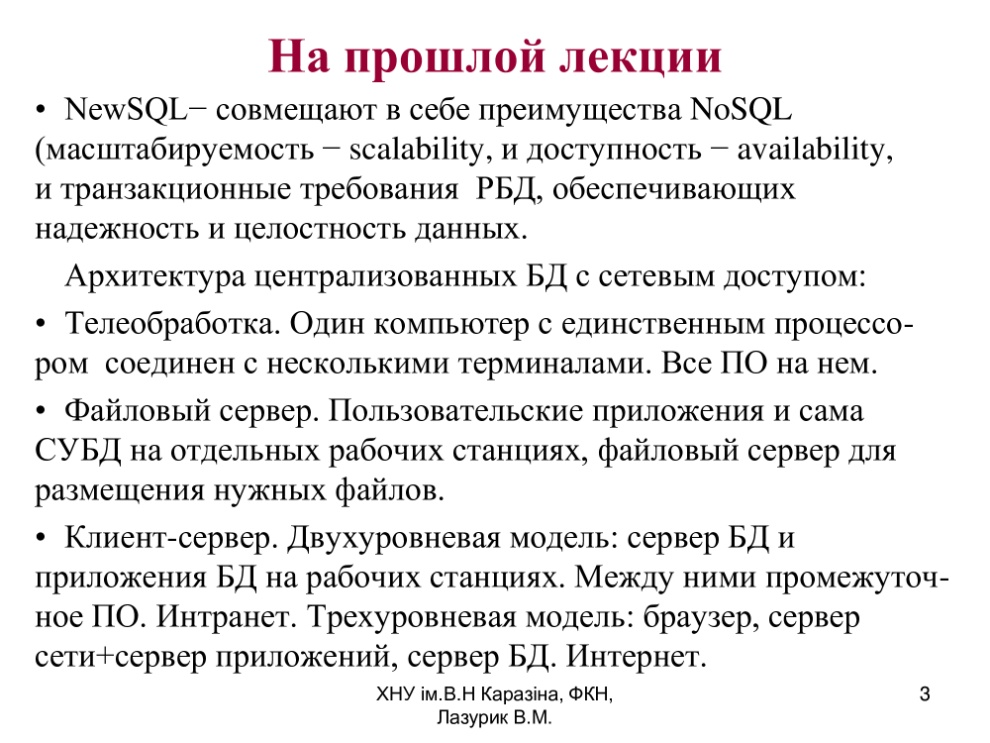 На прошлой лекции
• NewSQL− совмещают в себе преимущества NoSQL
(масштабируемость − scalability, и доступность − availability,
и транзакционные требования РБД, обеспечивающих
надежность и целостность данных.
Архитектура централизованных БД с сетевым доступом:
• Телеобработка. Один компьютер с единственным процессо-
ром соединен с несколькими терминалами. Все ПО на нем.
• Файловый сервер. Пользовательские приложения и сама
СУБД на отдельных рабочих станциях, файловый сервер для
размещения нужных файлов.
• Клиент-сервер. Двухуровневая модель: сервер БД и
приложения БД на рабочих станциях. Между ними промежуточ-
ное ПО. Интранет. Трехуровневая модель: браузер, сервер
сети+сервер приложений, сервер БД. Интернет.
ХНУ ім.В.Н Каразіна, ФКН,
Лазурик В.М.
3